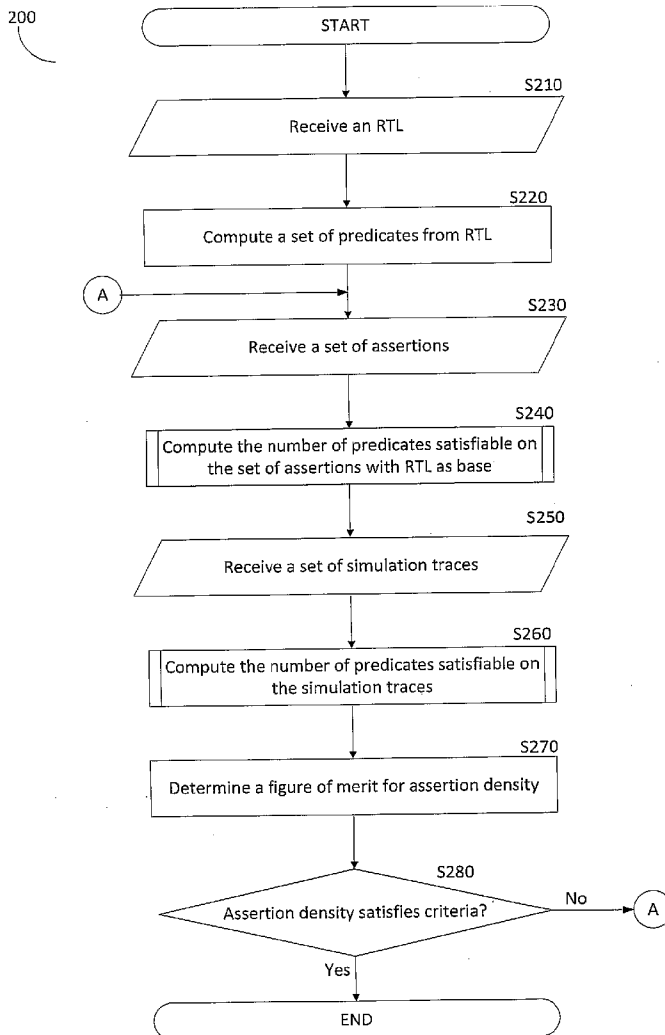 200
START
S210
Receive an RTL
S220
Compute a set of predicates from RTL
A
S230
Receive a set of assertions
S240
Compute the number of predicates satisfiable on
the set of assertions with RTL as base
S250
Receive a set of simulation traces
S260
Compute the number of predicates satisfiable on
the simulation traces
S270
Determine a figure of merit for assertion density
S280
Assertion density satisfies criteria?
No
A
Yes
END